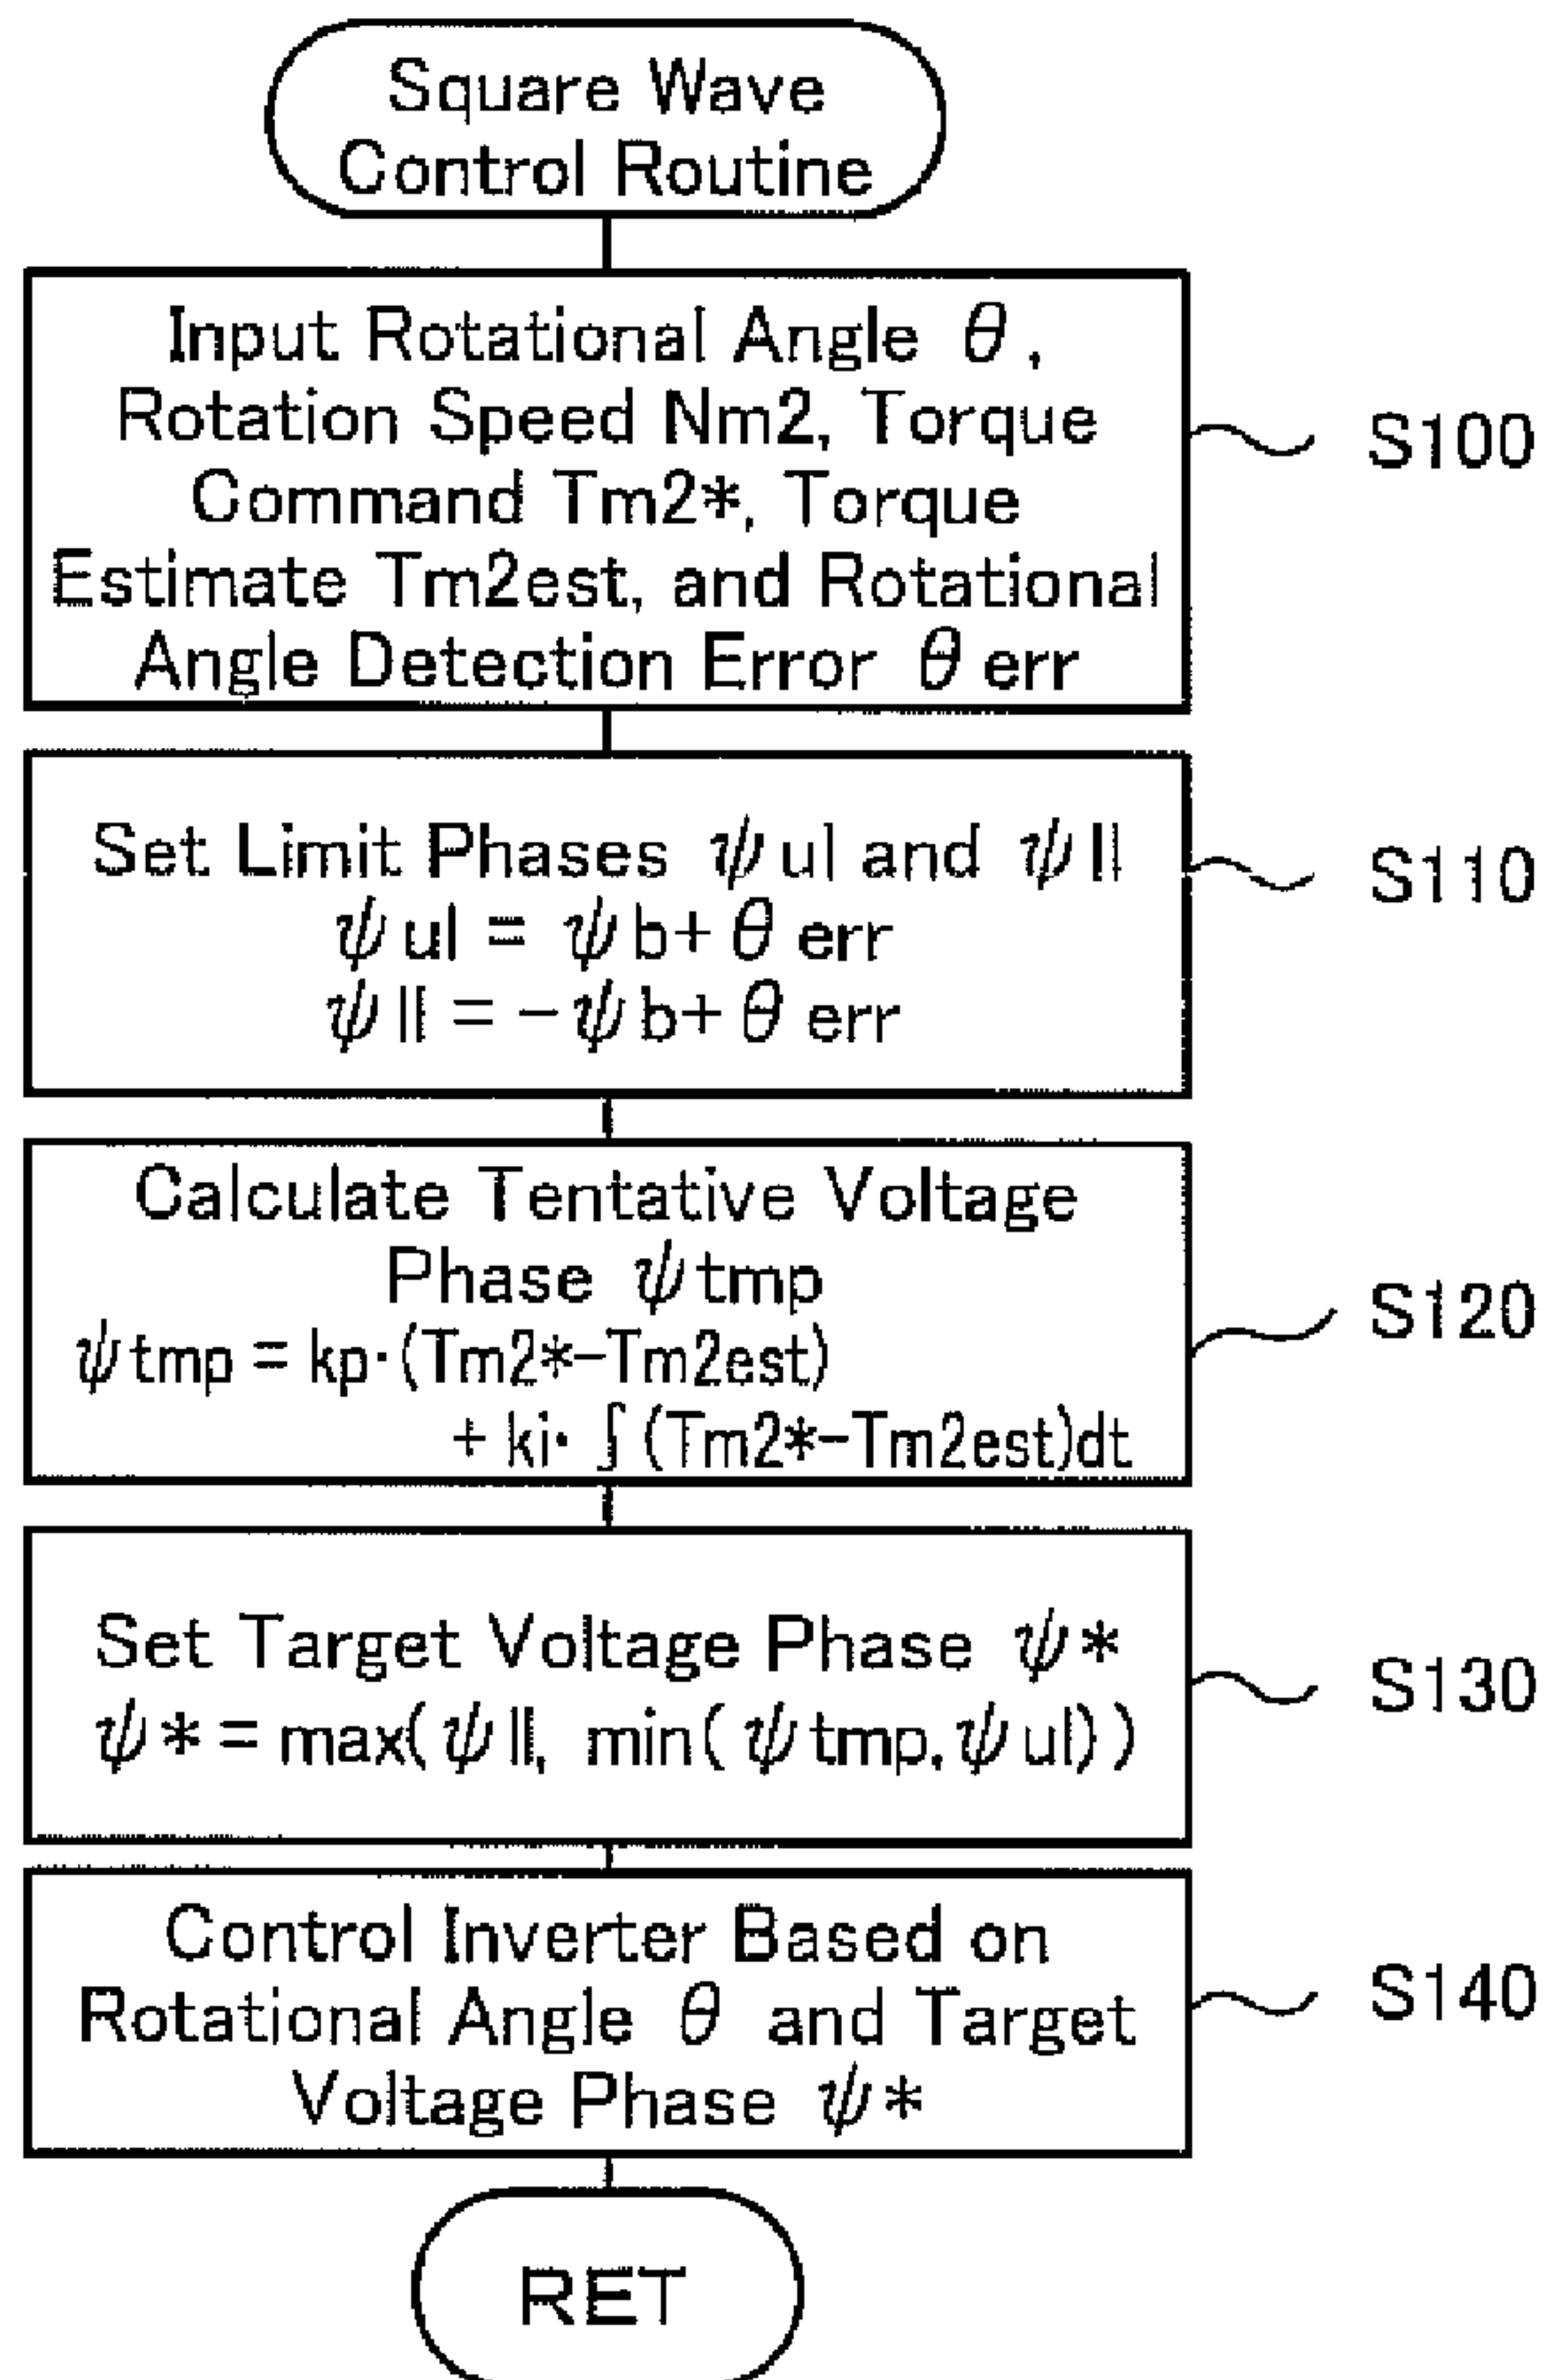 Square Wave
Control Routine
Input Rotational Angle θ,
Rotation Speed Nm2, Torque
Command Tm2*, Torque
Estimate Tm2est, and Rotational
Angle Detection Error θ err
S100
Set Limit Phases ψul and ψll
ψul = ψb+ θ err
ψll = -ψb+ θ err
S110
Calculate Tentative Voltage
Phase ψtmp
ψtmp = kp·(Tm2*-Tm2est)
+ ki· ∫(Tm2*-Tm2est)dt
S120
Set Target Voltage Phase ψ*
ψ* = max(ψll, min(ψtmp,ψul))
S130
Control Inverter Based on
Rotational Angle θ and Target
Voltage Phase ψ*
S140
RET